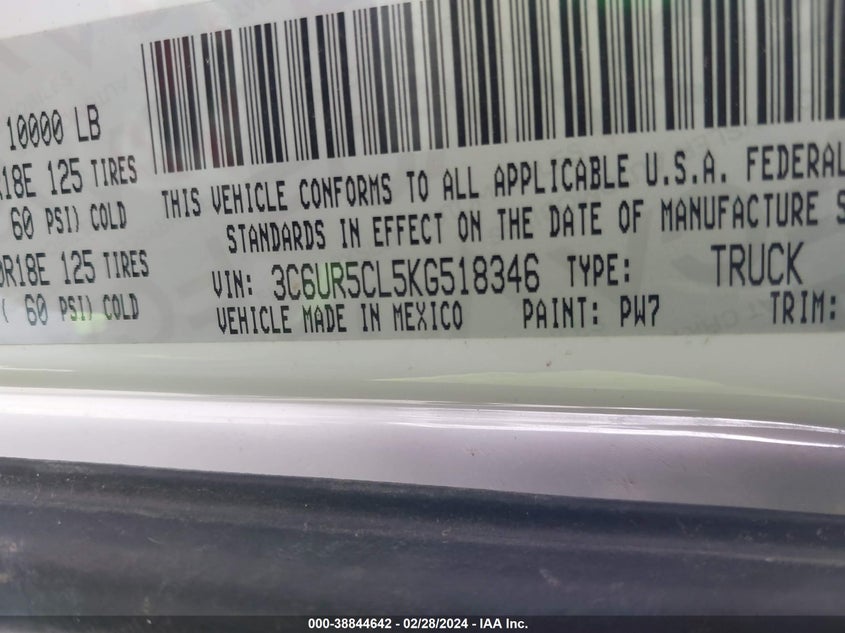 10000 LB
R18E 125 TIRES
60 PSI) COLD
0R18E 125 TIRES
( 60 PSI) COLD
THIS VEHICLE CONFORMS TO ALL APPLICABLE U.S.A. FEDERAL
STANDARDS IN EFFECT ON THE DATE OF MANUFACTURE S
VIN: 3C6UR5CL5KG518346 TYPE: TRUCK
VEHICLE MADE IN MEXICO PAINT: PW7 TRIM:
000-38844642 - 02/28/2024 - IAA Inc.